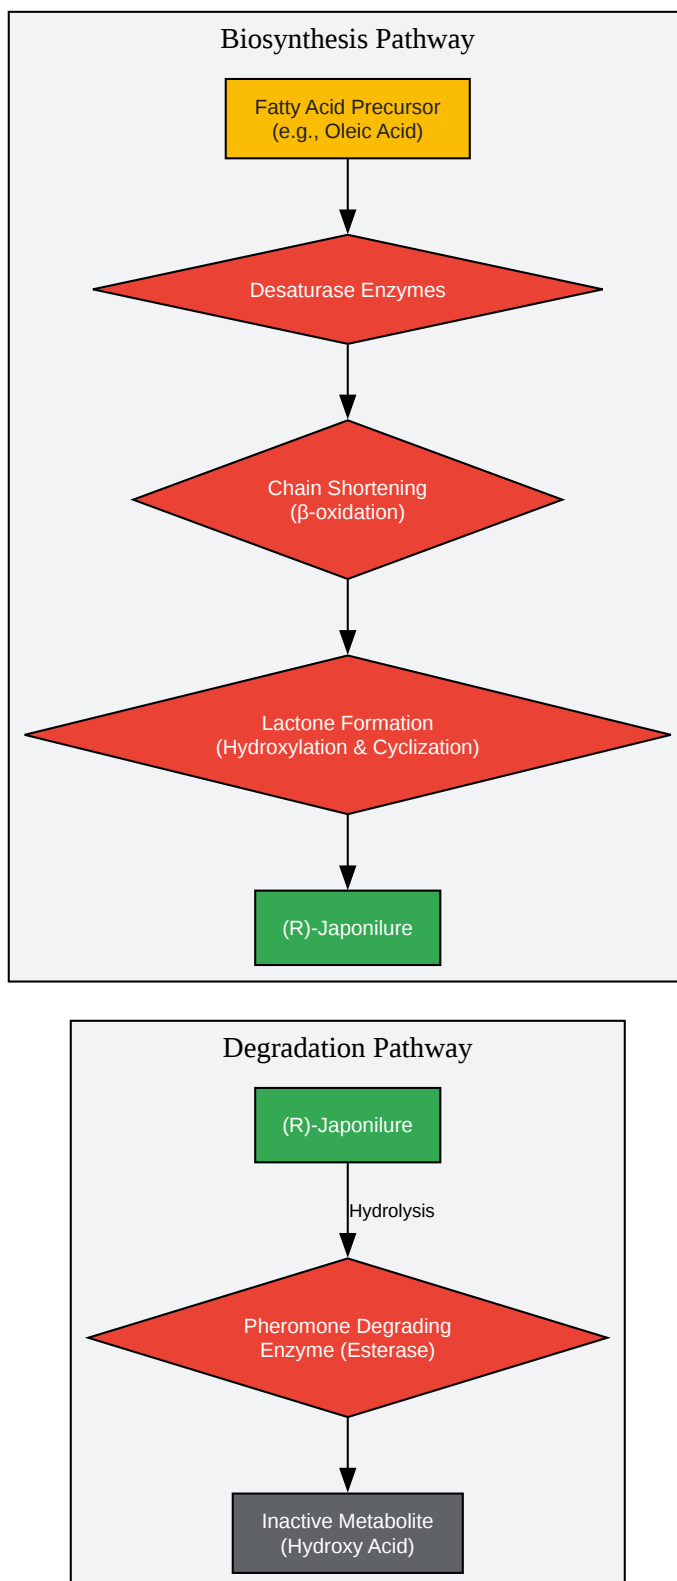 Biosynthesis Pathway
Fatty Acid Precursor
(e.g., Oleic Acid)
Desaturase Enzymes
Chain Shortening
(β-oxidation)
Lactone Formation
(Hydroxylation & Cyclization)
(R)-Japonilure
Degradation Pathway
(R)-Japonilure
Hydrolysis
Pheromone Degrading
Enzyme (Esterase)
Inactive Metabolite
(Hydroxy Acid)